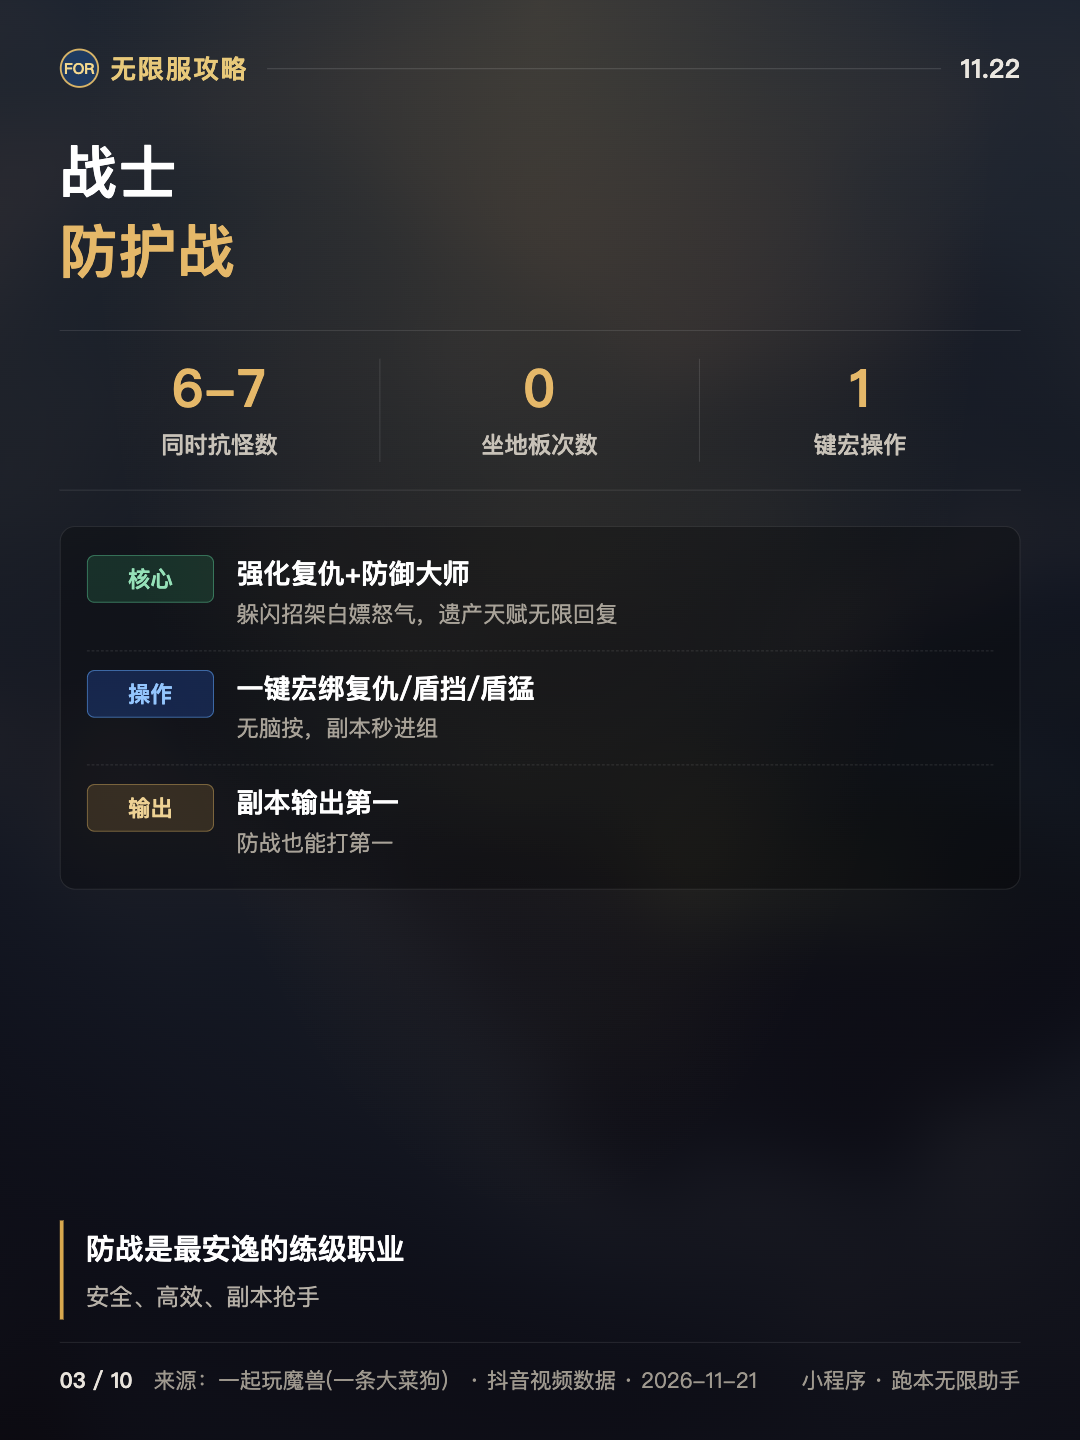 FOR 无限服攻略 11.22
战士
防护战
6–7 0 1
同时抗怪数 坐地板次数 键宏操作
核心 强化复仇+防御大师
躲闪招架白嫖怒气，遗产天赋无限回复
操作 一键宏绑复仇/盾挡/盾猛
无脑按，副本秒进组
输出 副本输出第一
防战也能打第一
防战是最安逸的练级职业
安全、高效、副本抢手
03 / 10 来源：一起玩魔兽(一条大菜狗） · 抖音视频数据 · 2026–11–21 小程序 · 跑本无限助手